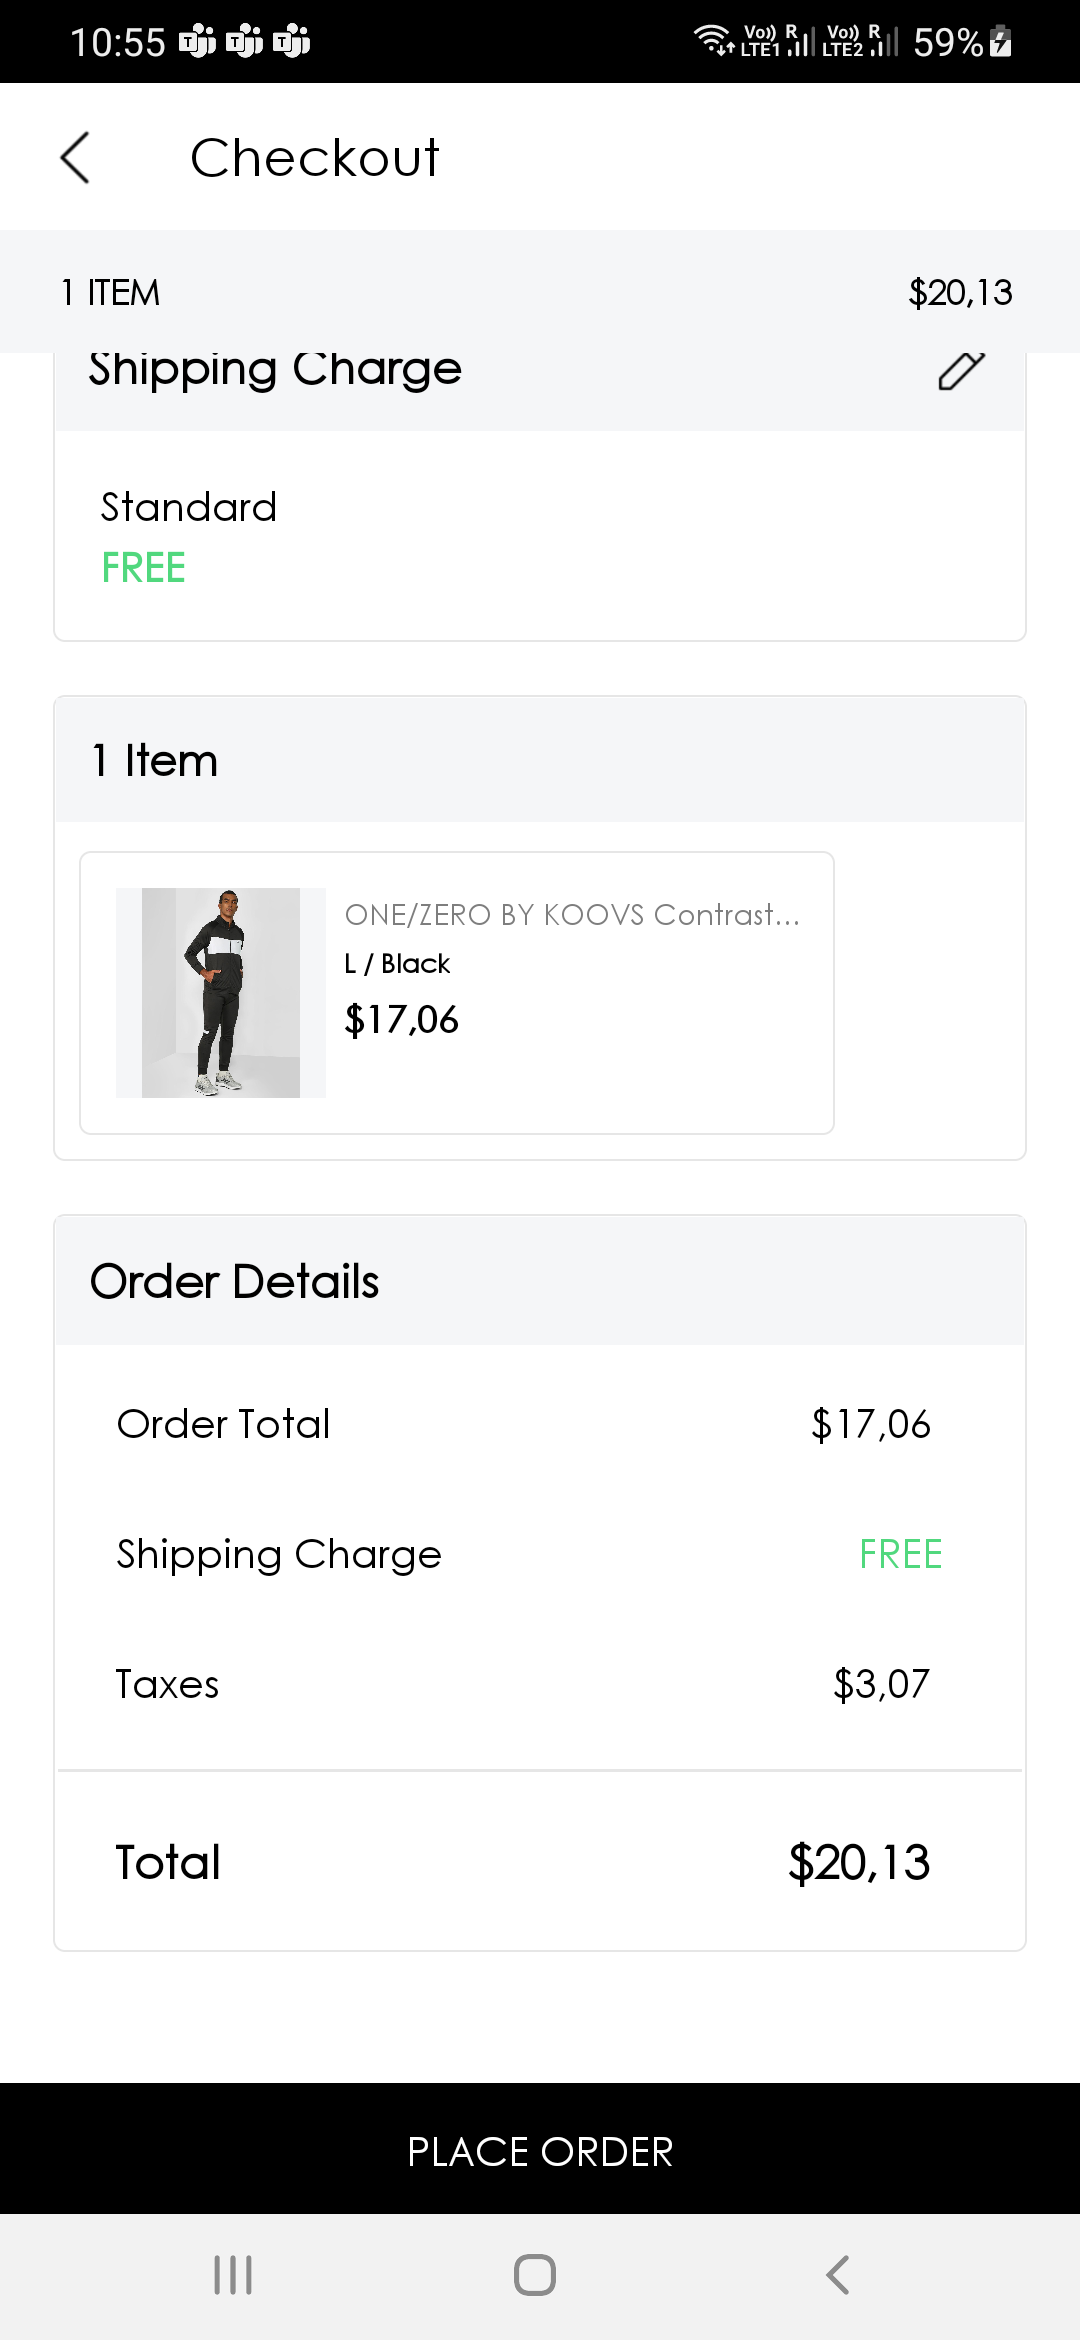 10:55
Vo)) R Vo)) R 59%
LTE1 LTE2
Checkout
1 ITEM $20,13
Shipping Charge
Standard
FREE
1 Item
ONE/ZERO BY KOOVS Contrast...
L / Black
$17,06
Order Details
Order Total $17,06
Shipping Charge FREE
Taxes $3,07
Total $20,13
PLACE ORDER